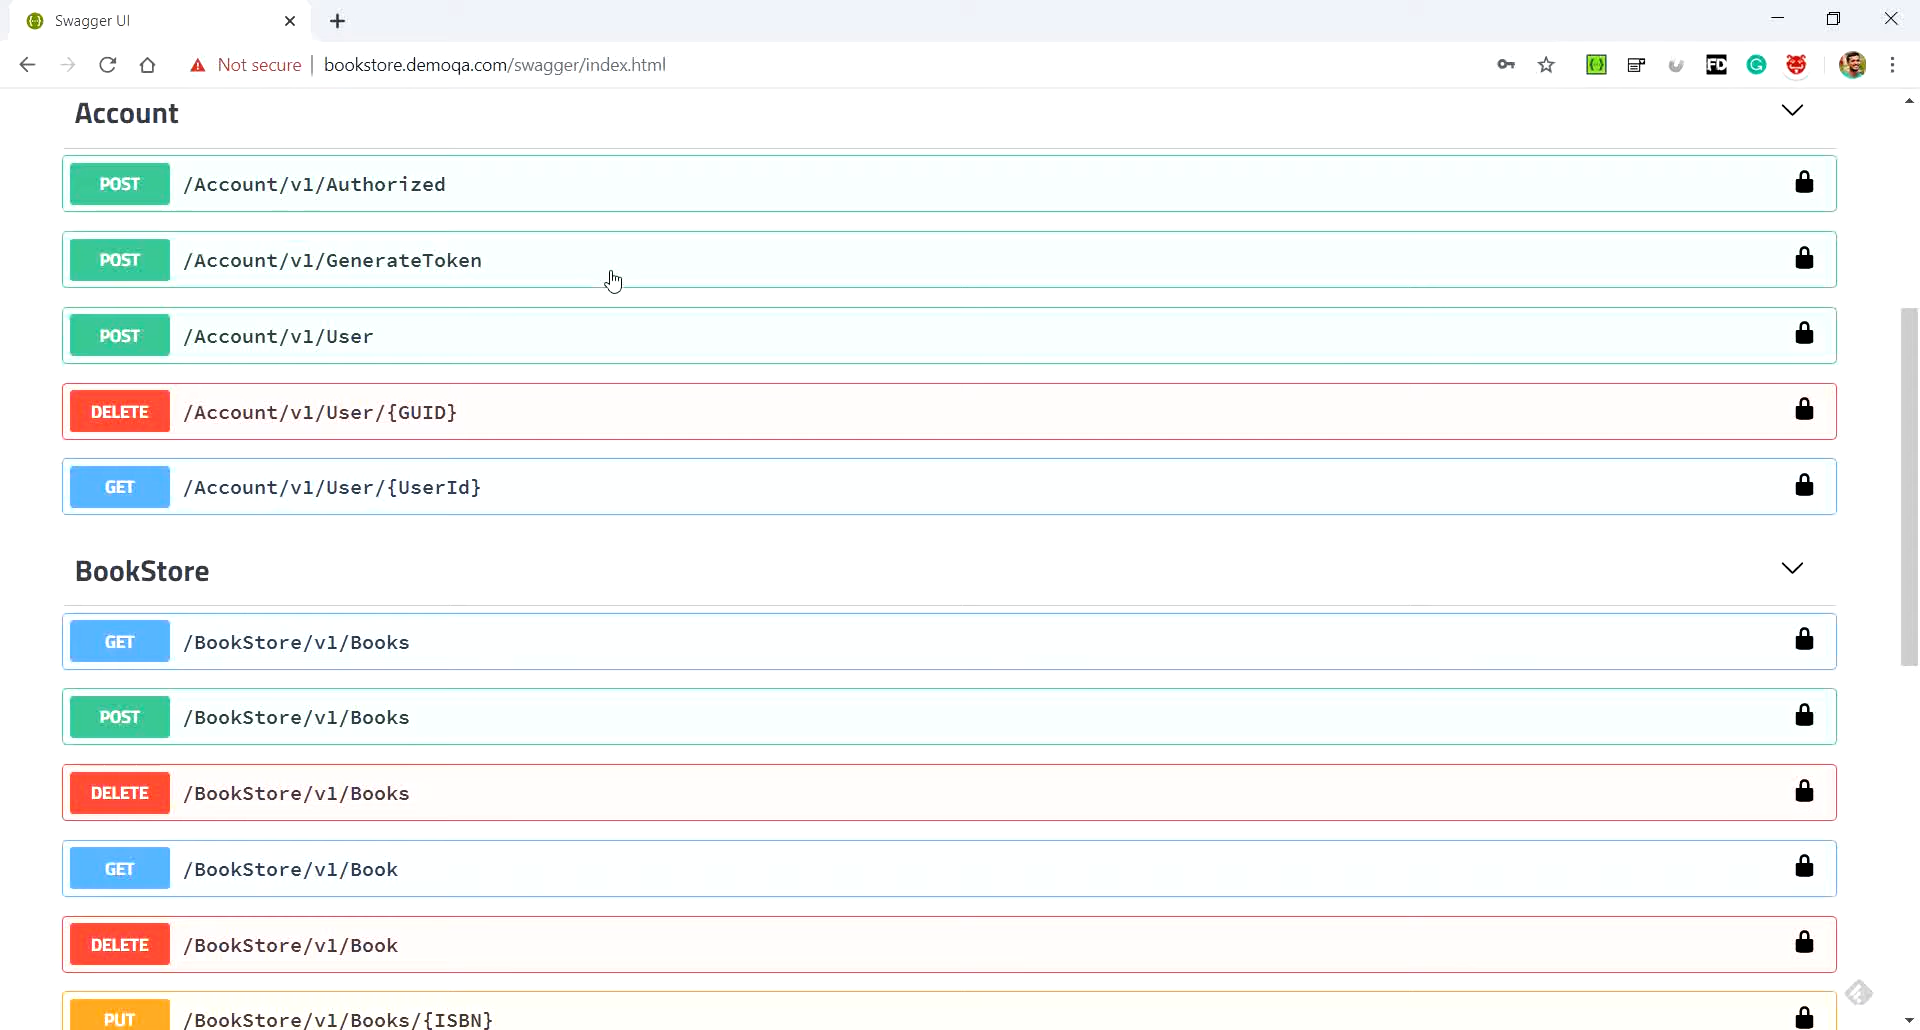 Swagger UI
Not secure bookstore.demoqa.com/swagger/index.html
FD
Account
POST /Account/v1/Authorized
POST /Account/v1/GenerateToken
POST /Account/v1/User
DELETE /Account/v1/User/{GUID}
GET /Account/v1/User/{UserId}
BookStore
GET /BookStore/v1/Books
POST /BookStore/v1/Books
DELETE /BookStore/v1/Books
GET /BookStore/v1/Book
DELETE /BookStore/v1/Book
PUT /BookStore/v1/Books/{ISBN}